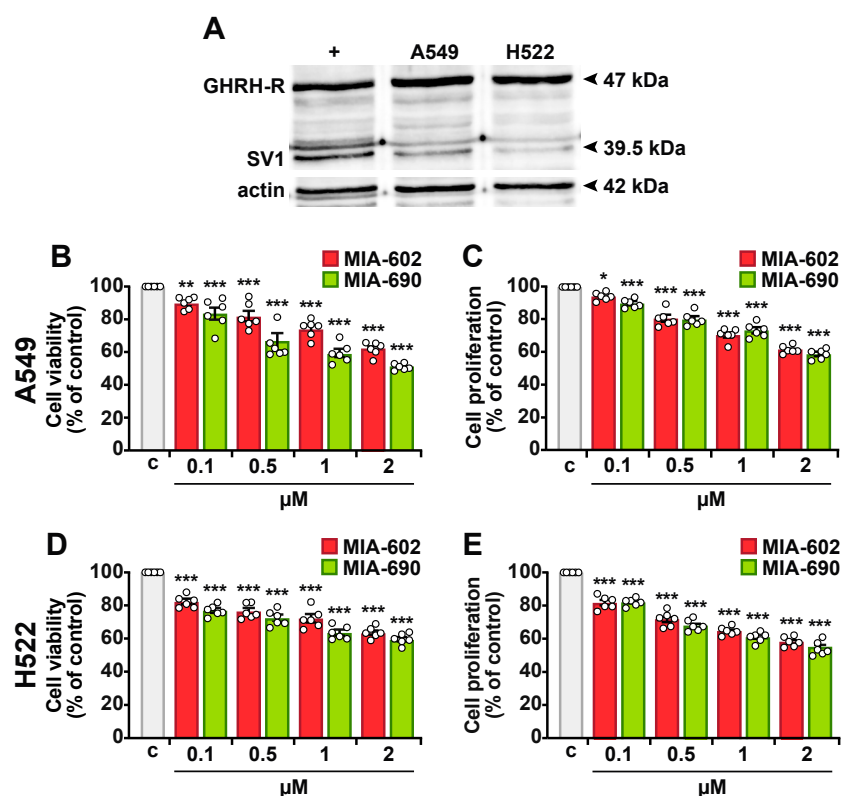 A
+ A549 H522
GHRH-R
47 kDa
SV1
39.5 kDa
actin
42 kDa
A549
B
MIA-602
MIA-690
Cell viability
(% of control)
100
80
60
40
20
0
** *** *** *** *** *** *** ***
c 0.1 0.5 1 2
µM
C
MIA-602
MIA-690
Cell proliferation
(% of control)
100
80
60
40
20
0
* *** *** *** *** *** *** ***
c 0.1 0.5 1 2
µM
H522
D
MIA-602
MIA-690
Cell viability
(% of control)
100
80
60
40
20
0
*** *** *** *** *** *** *** ***
c 0.1 0.5 1 2
µM
E
MIA-602
MIA-690
Cell proliferation
(% of control)
100
80
60
40
20
0
*** *** *** *** *** *** *** ***
c 0.1 0.5 1 2
µM